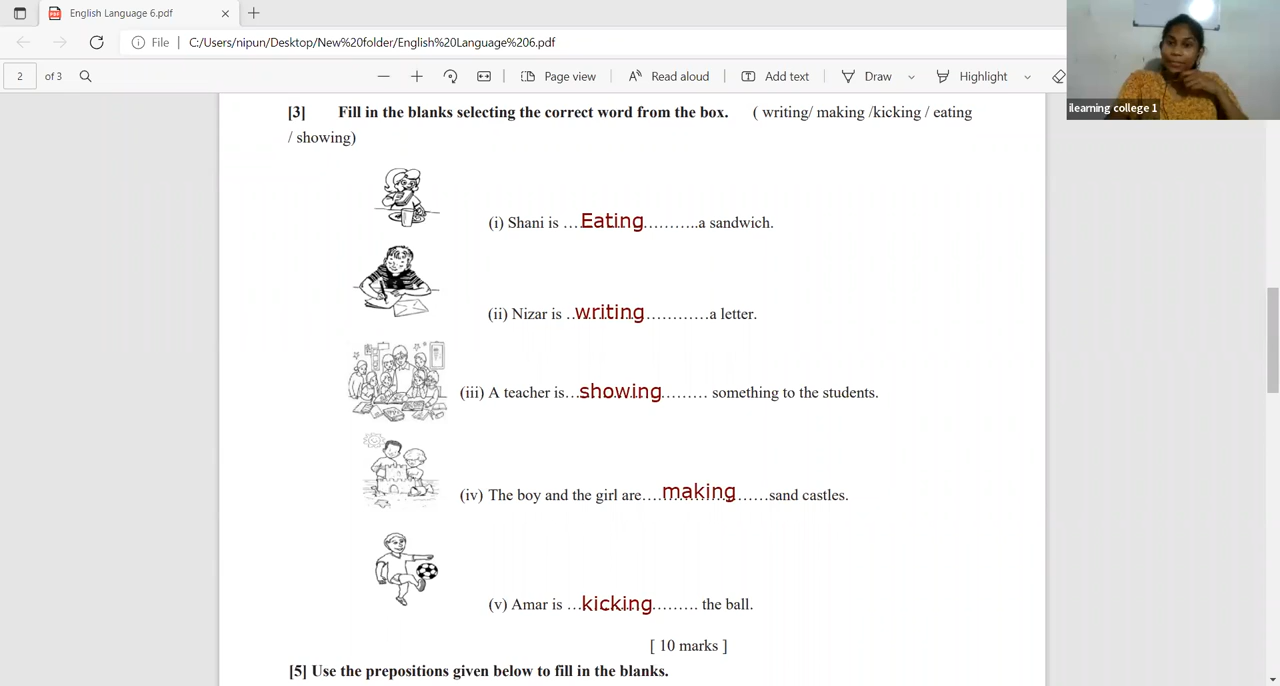 English Language 6.pdf
File C:/Users/nipun/Desktop/New%20folder/English%20Language%206.pdf
2 of 3 Page view Read aloud Add text Draw Highlight
ilearning college 1
[3] Fill in the blanks selecting the correct word from the box. ( writing/ making /kicking / eating
/ showing)
(i) Shani is …Eating………..a sandwich.
(ii) Nizar is ..writing…………a letter.
(iii) A teacher is…showing……… something to the students.
(iv) The boy and the girl are….making……sand castles.
(v) Amar is …kicking……… the ball.
[ 10 marks ]
[5] Use the prepositions given below to fill in the blanks.